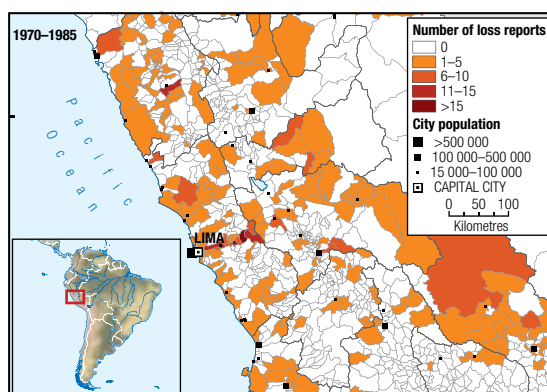 1970–1985
Pacific
Ocean
LIMA
Number of loss reports
0
1–5
6–10
11–15
>15
City population
>500 000
100 000–500 000
15 000–100 000
CAPITAL CITY
0 50 100
Kilometres